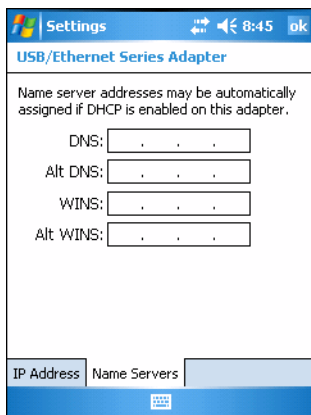 Settings 8:45 ok
USB/Ethernet Series Adapter
Name server addresses may be automatically
assigned if DHCP is enabled on this adapter.
DNS: . . .
Alt DNS: . . .
WINS: . . .
Alt WINS: . . .
IP Address Name Servers